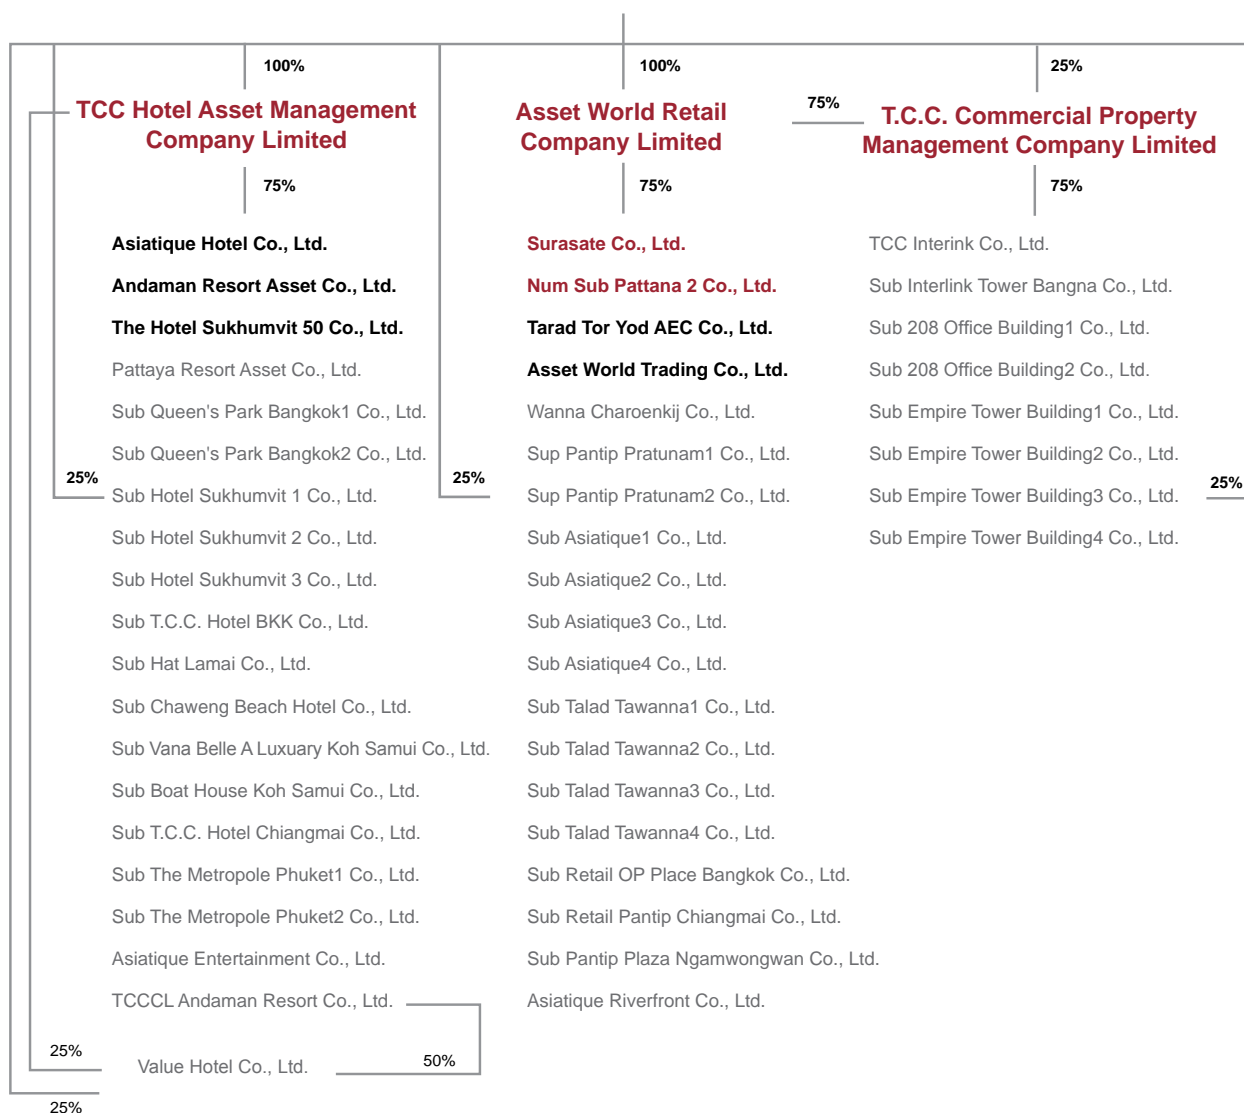 100%
100%
25%
TCC Hotel Asset Management
Company Limited
Asset World Retail
Company Limited
75%
T.C.C. Commercial Property
Management Company Limited
75%
75%
75%
Asiatique Hotel Co., Ltd.
Andaman Resort Asset Co., Ltd.
The Hotel Sukhumvit 50 Co., Ltd.
Pattaya Resort Asset Co., Ltd.
Sub Queen's Park Bangkok1 Co., Ltd.
Sub Queen's Park Bangkok2 Co., Ltd.
25%
Sub Hotel Sukhumvit 1 Co., Ltd.
Sub Hotel Sukhumvit 2 Co., Ltd.
Sub Hotel Sukhumvit 3 Co., Ltd.
Sub T.C.C. Hotel BKK Co., Ltd.
Sub Hat Lamai Co., Ltd.
Sub Chaweng Beach Hotel Co., Ltd.
Sub Vana Belle A Luxuary Koh Samui Co., Ltd.
Sub Boat House Koh Samui Co., Ltd.
Sub T.C.C. Hotel Chiangmai Co., Ltd.
Sub The Metropole Phuket1 Co., Ltd.
Sub The Metropole Phuket2 Co., Ltd.
Asiatique Entertainment Co., Ltd.
TCCCL Andaman Resort Co., Ltd.
25%
Value Hotel Co., Ltd.
50%
25%
Surasate Co., Ltd.
Num Sub Pattana 2 Co., Ltd.
Tarad Tor Yod AEC Co., Ltd.
Asset World Trading Co., Ltd.
Wanna Charoenkij Co., Ltd.
Sup Pantip Pratunam1 Co., Ltd.
25%
Sup Pantip Pratunam2 Co., Ltd.
Sub Asiatique1 Co., Ltd.
Sub Asiatique2 Co., Ltd.
Sub Asiatique3 Co., Ltd.
Sub Asiatique4 Co., Ltd.
Sub Talad Tawanna1 Co., Ltd.
Sub Talad Tawanna2 Co., Ltd.
Sub Talad Tawanna3 Co., Ltd.
Sub Talad Tawanna4 Co., Ltd.
Sub Retail OP Place Bangkok Co., Ltd.
Sub Retail Pantip Chiangmai Co., Ltd.
Sub Pantip Plaza Ngamwongwan Co., Ltd.
Asiatique Riverfront Co., Ltd.
TCC Interink Co., Ltd.
Sub Interlink Tower Bangna Co., Ltd.
Sub 208 Office Building1 Co., Ltd.
Sub 208 Office Building2 Co., Ltd.
Sub Empire Tower Building1 Co., Ltd.
Sub Empire Tower Building2 Co., Ltd.
Sub Empire Tower Building3 Co., Ltd.
25%
Sub Empire Tower Building4 Co., Ltd.